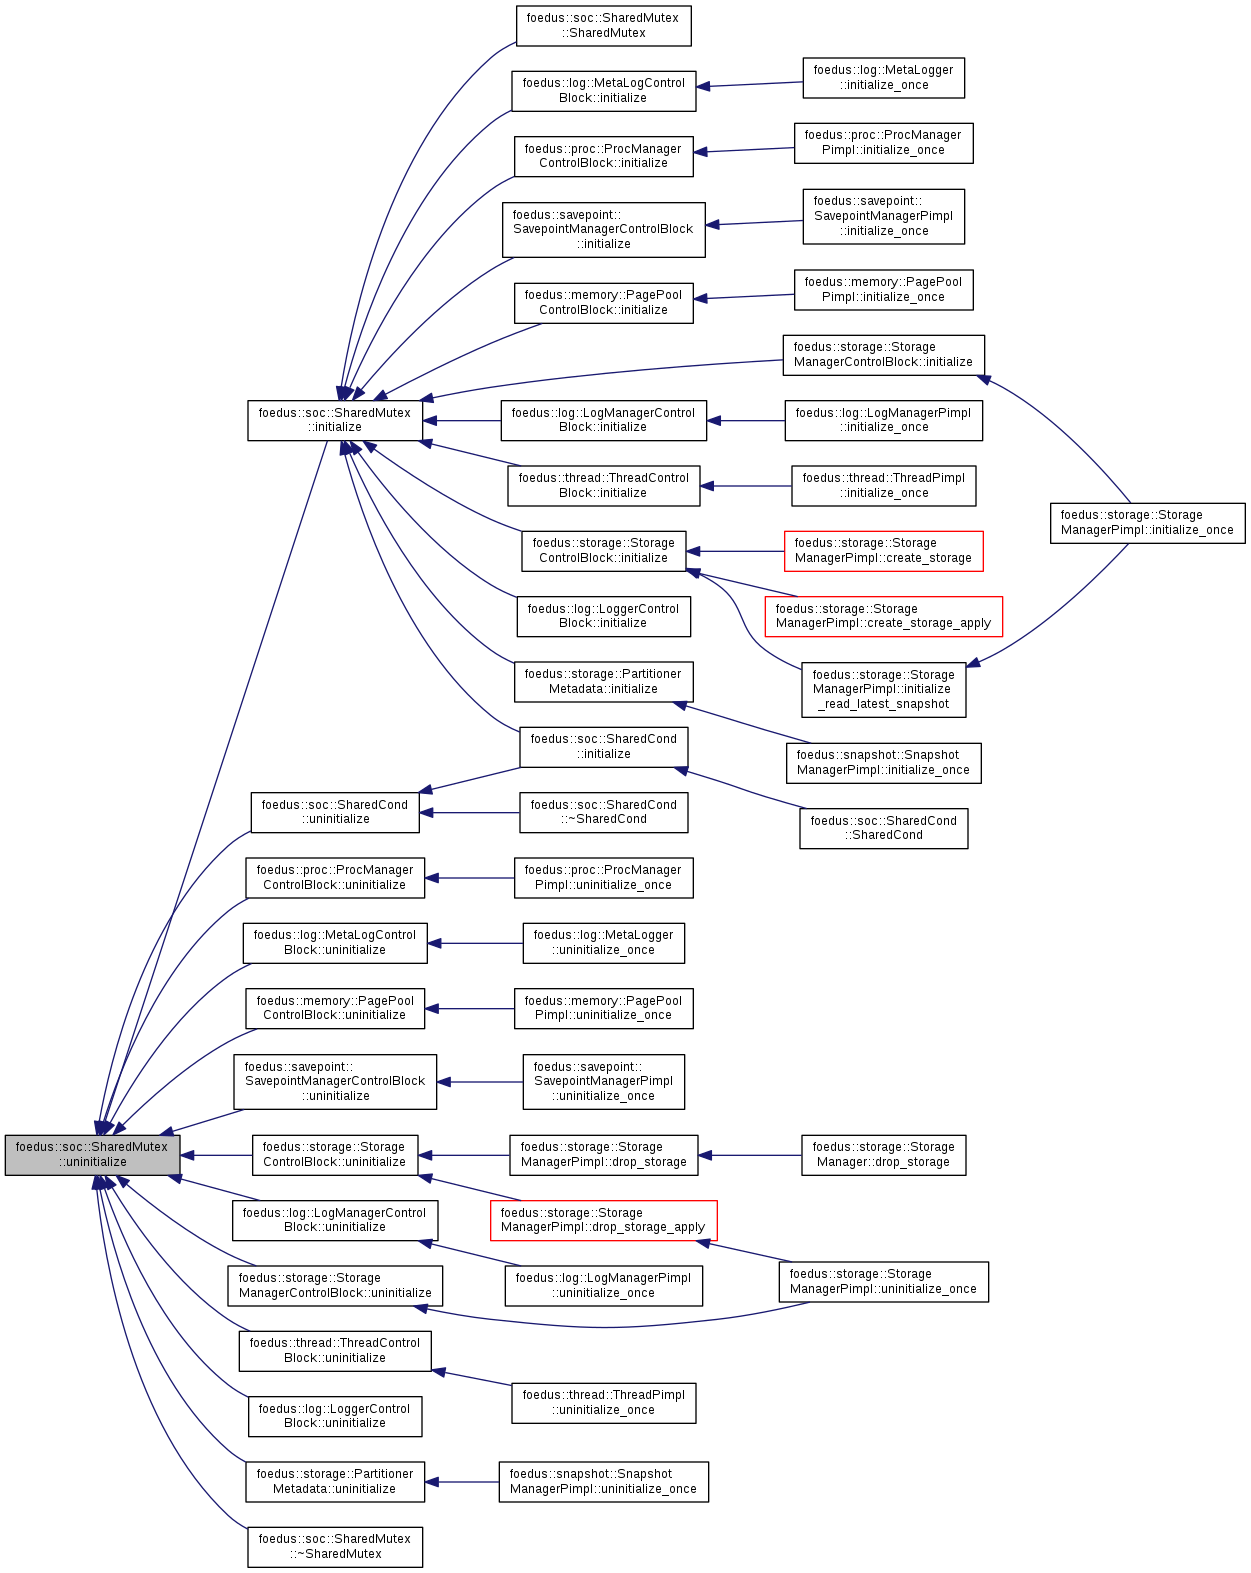 foedus::soc::SharedMutex
::SharedMutex
foedus::log::MetaLogControl
Block::initialize
foedus::log::MetaLogger
::initialize_once
foedus::proc::ProcManager
ControlBlock::initialize
foedus::proc::ProcManager
Pimpl::initialize_once
foedus::savepoint::
SavepointManagerControlBlock
::initialize
foedus::savepoint::
SavepointManagerPimpl
::initialize_once
foedus::memory::PagePool
ControlBlock::initialize
foedus::memory::PagePool
Pimpl::initialize_once
foedus::storage::Storage
ManagerControlBlock::initialize
foedus::soc::SharedMutex
::initialize
foedus::log::LogManagerControl
Block::initialize
foedus::log::LogManagerPimpl
::initialize_once
foedus::thread::ThreadControl
Block::initialize
foedus::thread::ThreadPimpl
::initialize_once
foedus::storage::Storage
ManagerPimpl::initialize_once
foedus::storage::Storage
ControlBlock::initialize
foedus::storage::Storage
ManagerPimpl::create_storage
foedus::log::LoggerControl
Block::initialize
foedus::storage::Storage
ManagerPimpl::create_storage_apply
foedus::storage::Partitioner
Metadata::initialize
foedus::storage::Storage
ManagerPimpl::initialize
_read_latest_snapshot
foedus::soc::SharedCond
::initialize
foedus::snapshot::Snapshot
ManagerPimpl::initialize_once
foedus::soc::SharedCond
::uninitialize
foedus::soc::SharedCond
::~SharedCond
foedus::soc::SharedCond
::SharedCond
foedus::proc::ProcManager
ControlBlock::uninitialize
foedus::proc::ProcManager
Pimpl::uninitialize_once
foedus::log::MetaLogControl
Block::uninitialize
foedus::log::MetaLogger
::uninitialize_once
foedus::memory::PagePool
ControlBlock::uninitialize
foedus::memory::PagePool
Pimpl::uninitialize_once
foedus::savepoint::
SavepointManagerControlBlock
::uninitialize
foedus::savepoint::
SavepointManagerPimpl
::uninitialize_once
foedus::soc::SharedMutex
::uninitialize
foedus::storage::Storage
ControlBlock::uninitialize
foedus::storage::Storage
ManagerPimpl::drop_storage
foedus::storage::Storage
Manager::drop_storage
foedus::log::LogManagerControl
Block::uninitialize
foedus::storage::Storage
ManagerPimpl::drop_storage_apply
foedus::storage::Storage
ManagerControlBlock::uninitialize
foedus::log::LogManagerPimpl
::uninitialize_once
foedus::storage::Storage
ManagerPimpl::uninitialize_once
foedus::thread::ThreadControl
Block::uninitialize
foedus::thread::ThreadPimpl
::uninitialize_once
foedus::log::LoggerControl
Block::uninitialize
foedus::storage::Partitioner
Metadata::uninitialize
foedus::snapshot::Snapshot
ManagerPimpl::uninitialize_once
foedus::soc::SharedMutex
::~SharedMutex